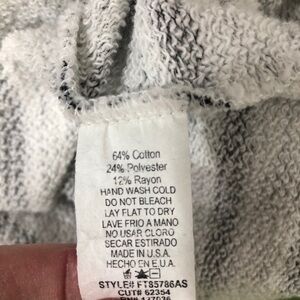 64% Cotton
24% Polyester
12% Rayon
HAND WASH COLD
DO NOT BLEACH
LAY FLAT TO DRY
LAVE FRIO A MANO
NO USAR CLORO
SECAR ESTIRADO
MADE IN U.S.A.
HECHO EN E.U.A.
STYLE# FT85786AS
CUT# 62354